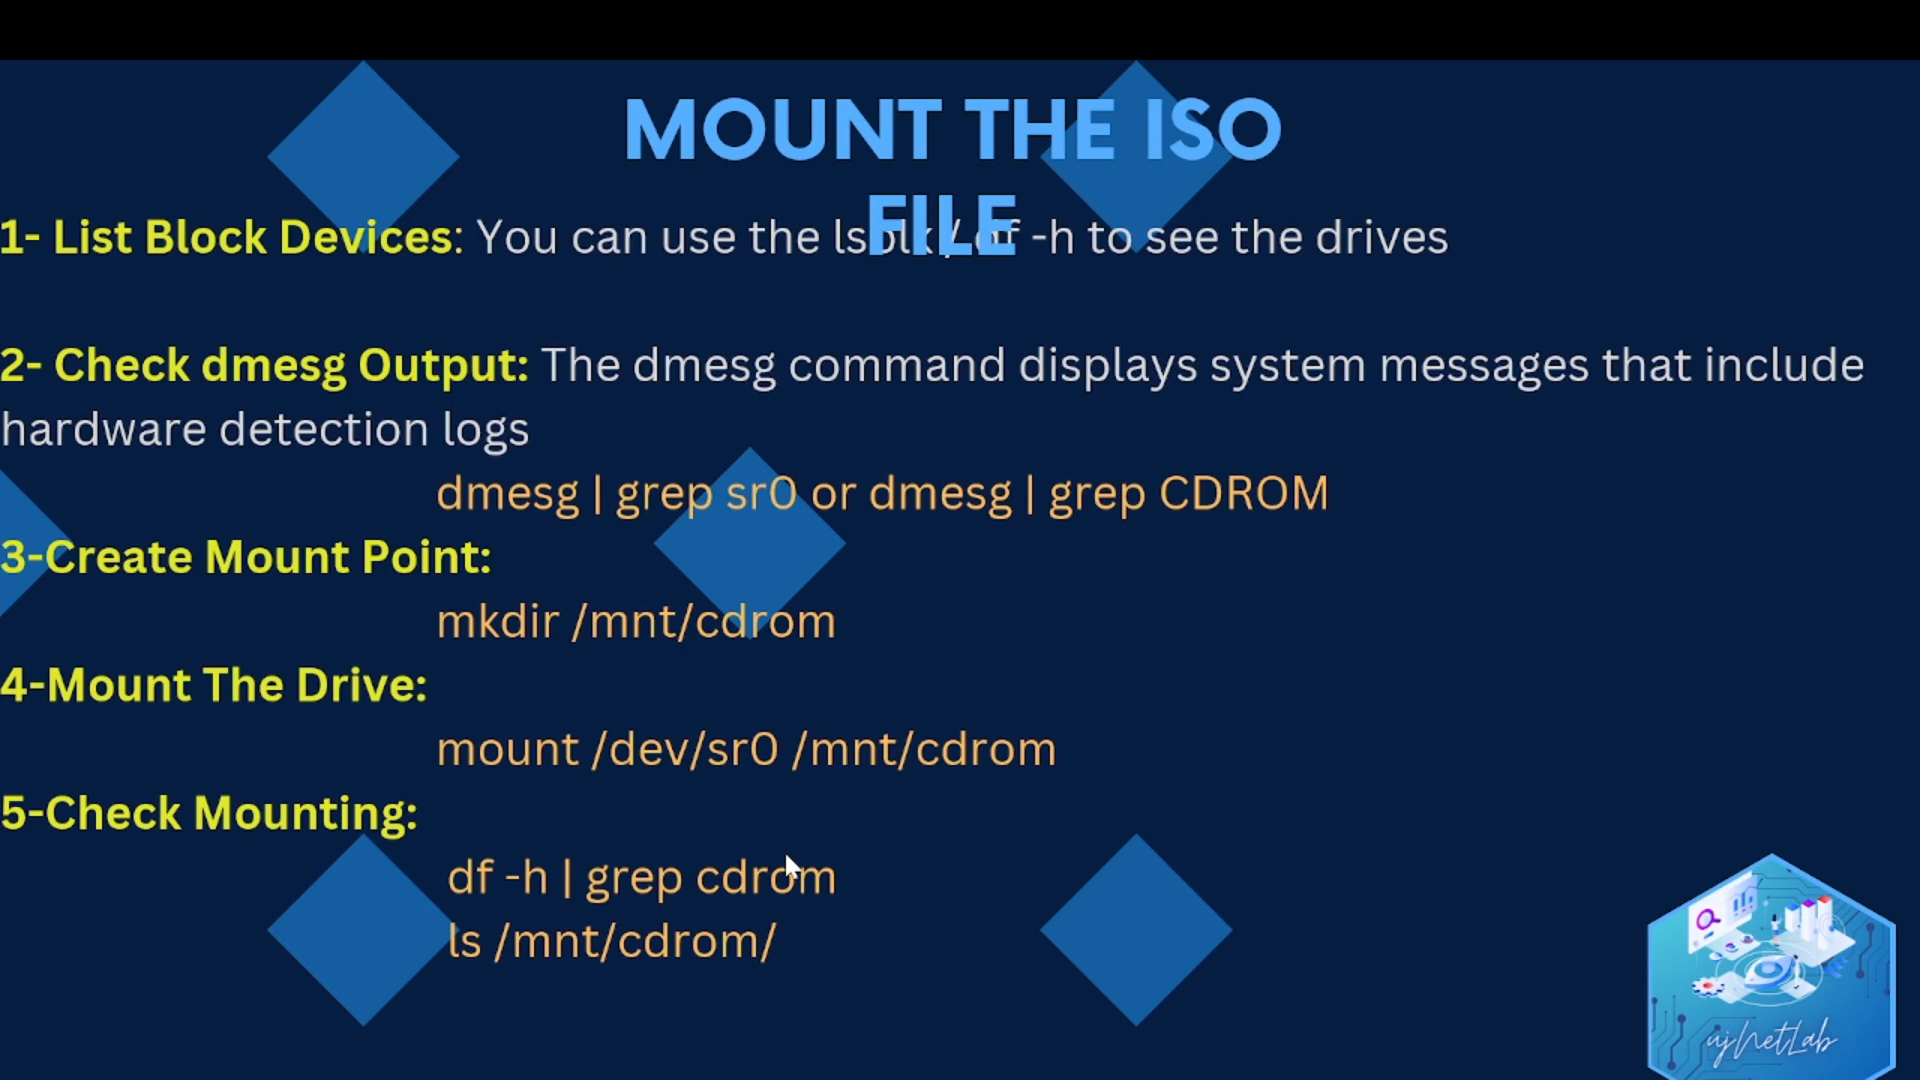 MOUNT THE ISO
FILE
1- List Block Devices: You can use the lsblk / df -h to see the drives
2- Check dmesg Output: The dmesg command displays system messages that include
hardware detection logs
dmesg | grep sr0 or dmesg | grep CDROM
3-Create Mount Point:
mkdir /mnt/cdrom
4-Mount The Drive:
mount /dev/sr0 /mnt/cdrom
5-Check Mounting:
df -h | grep cdrom
ls /mnt/cdrom/
ujNetLab